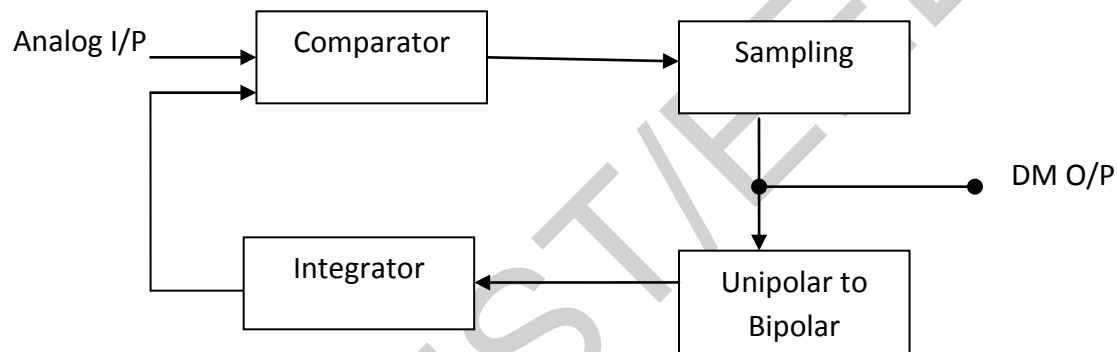 Analog I/P
Comparator
Sampling
DM O/P
Integrator
Unipolar to
Bipolar